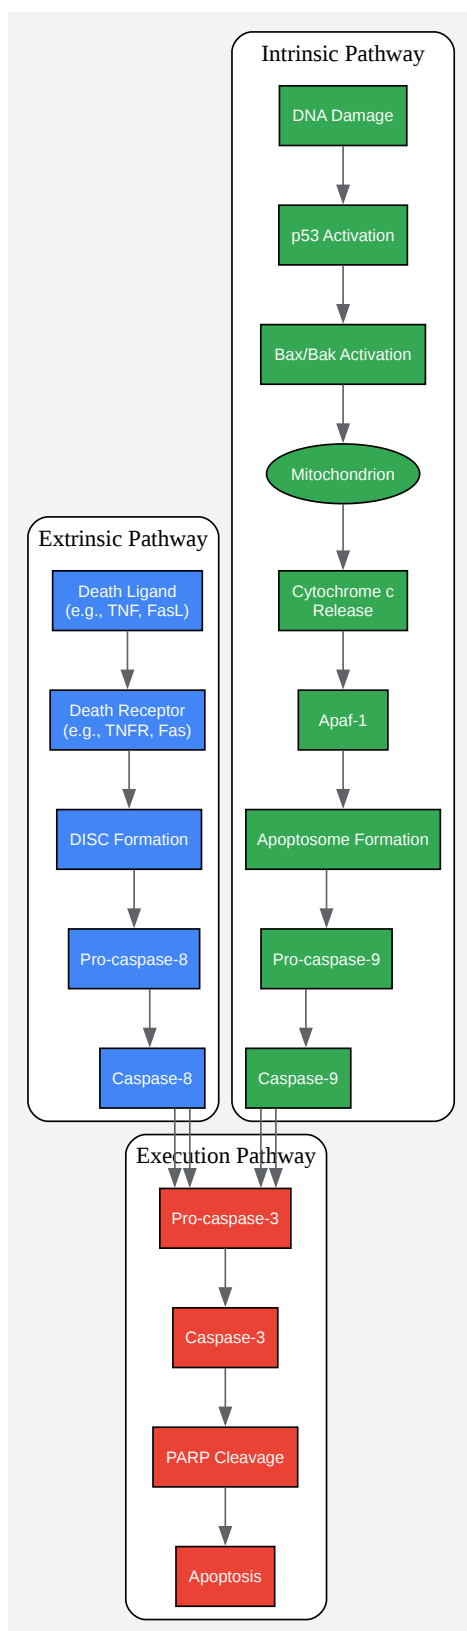 Intrinsic Pathway
DNA Damage
p53 Activation
Bax/Bak Activation
Mitochondrion
Cytochrome c
Release
Apaf-1
Apoptosome Formation
Pro-caspase-9
Caspase-9
Extrinsic Pathway
Death Ligand
(e.g., TNF, FasL)
Death Receptor
(e.g., TNFR, Fas)
DISC Formation
Pro-caspase-8
Caspase-8
Execution Pathway
Pro-caspase-3
Caspase-3
PARP Cleavage
Apoptosis